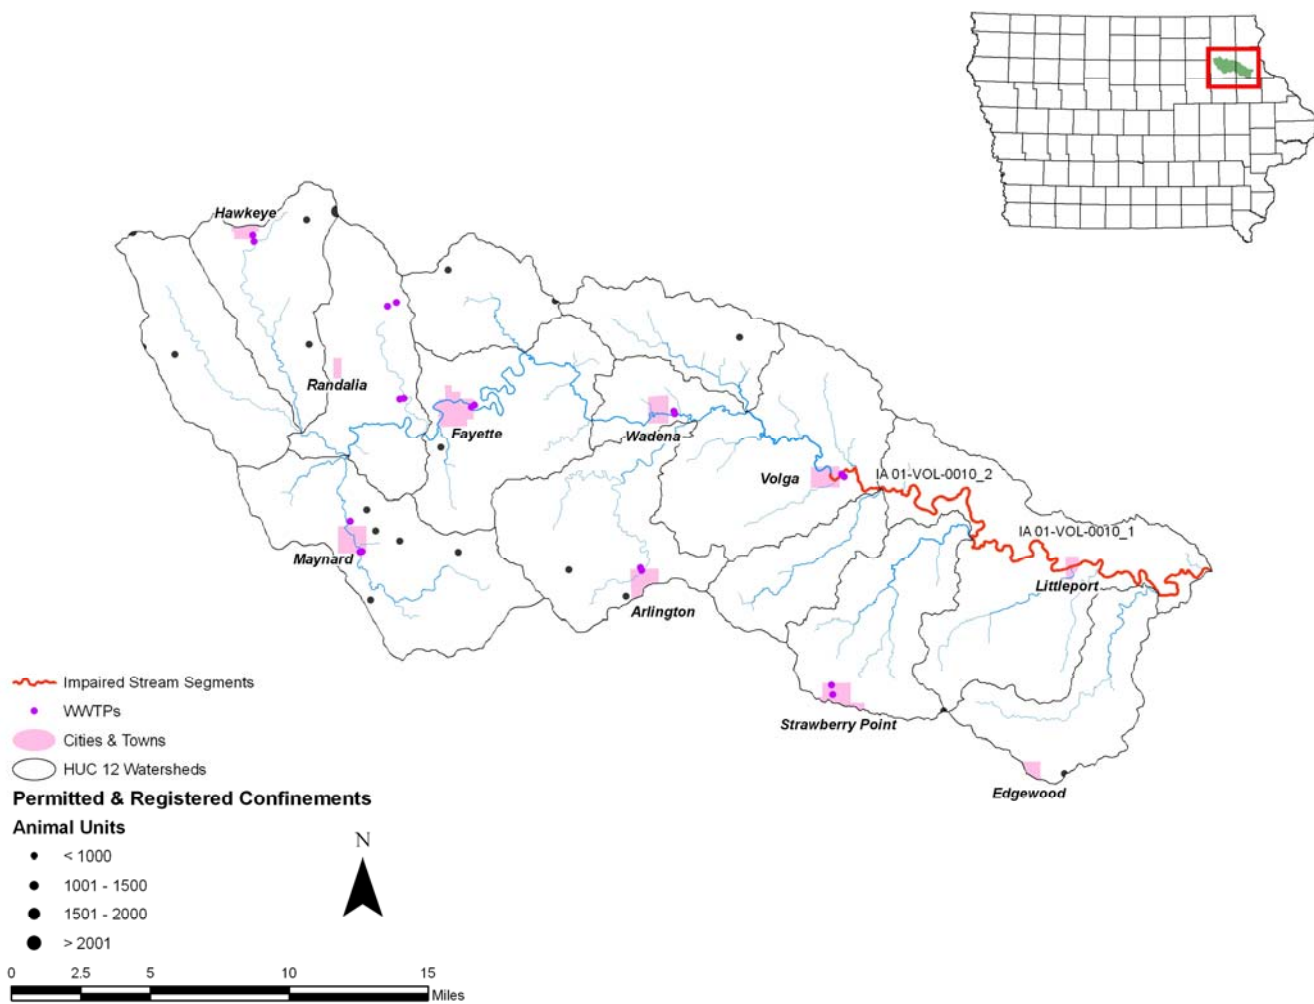 Hawkeye
Randalia
Fayette
Wadena
Volga
IA 01-VOL-0010_2
IA 01-VOL-0010_1
Maynard
Littleport
Arlington
Strawberry Point
Edgewood
Impaired Stream Segments
WWTPs
Cities & Towns
HUC 12 Watersheds
Permitted & Registered Confinements
Animal Units
< 1000
1001 - 1500
1501 - 2000
> 2001
N
0 2.5 5 10 15
Miles